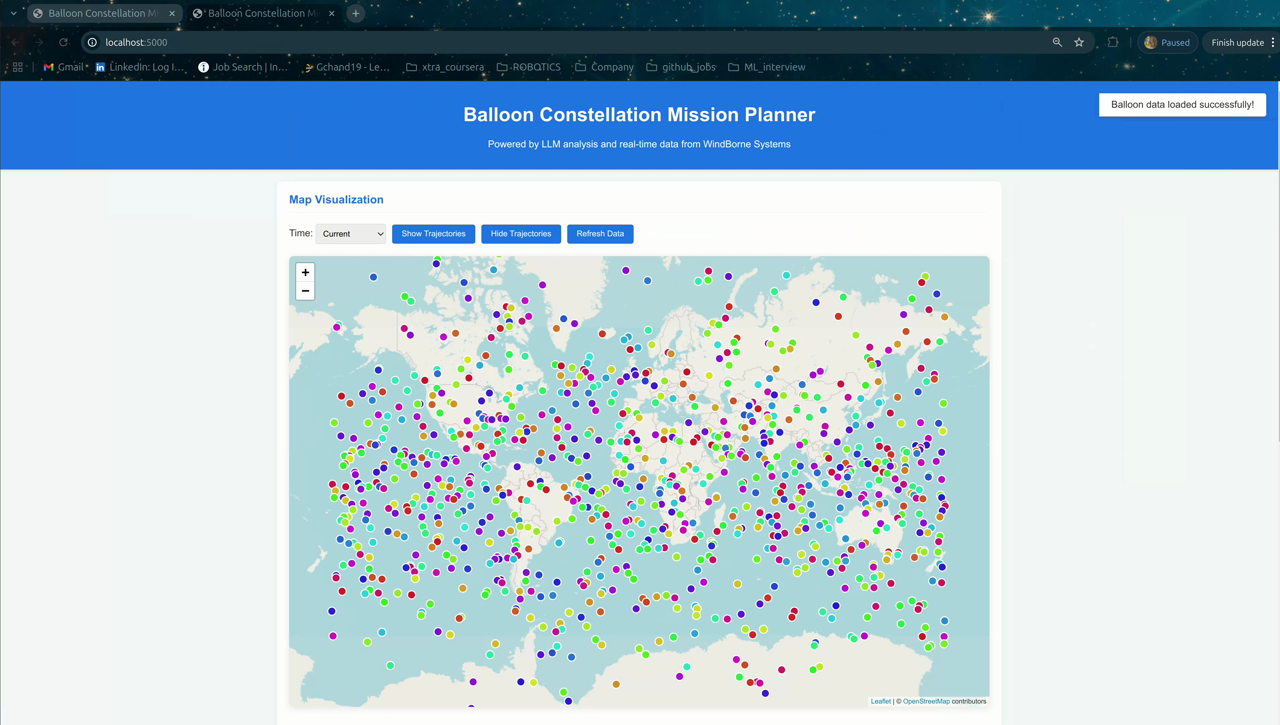 Balloon Constellation Mi
Balloon Constellation M
localhost:5000
Paused
Finish update
Gmail
LinkedIn: Log I...
Job Search | In...
Gchand19 - Le...
xtra_coursera
ROBOTICS
Company
github_jobs
ML_interview
Balloon data loaded successfully!
Balloon Constellation Mission Planner
Powered by LLM analysis and real-time data from WindBorne Systems
Map Visualization
Time: Current Show Trajectories Hide Trajectories Refresh Data
+
−
Leaflet | © OpenStreetMap contributors